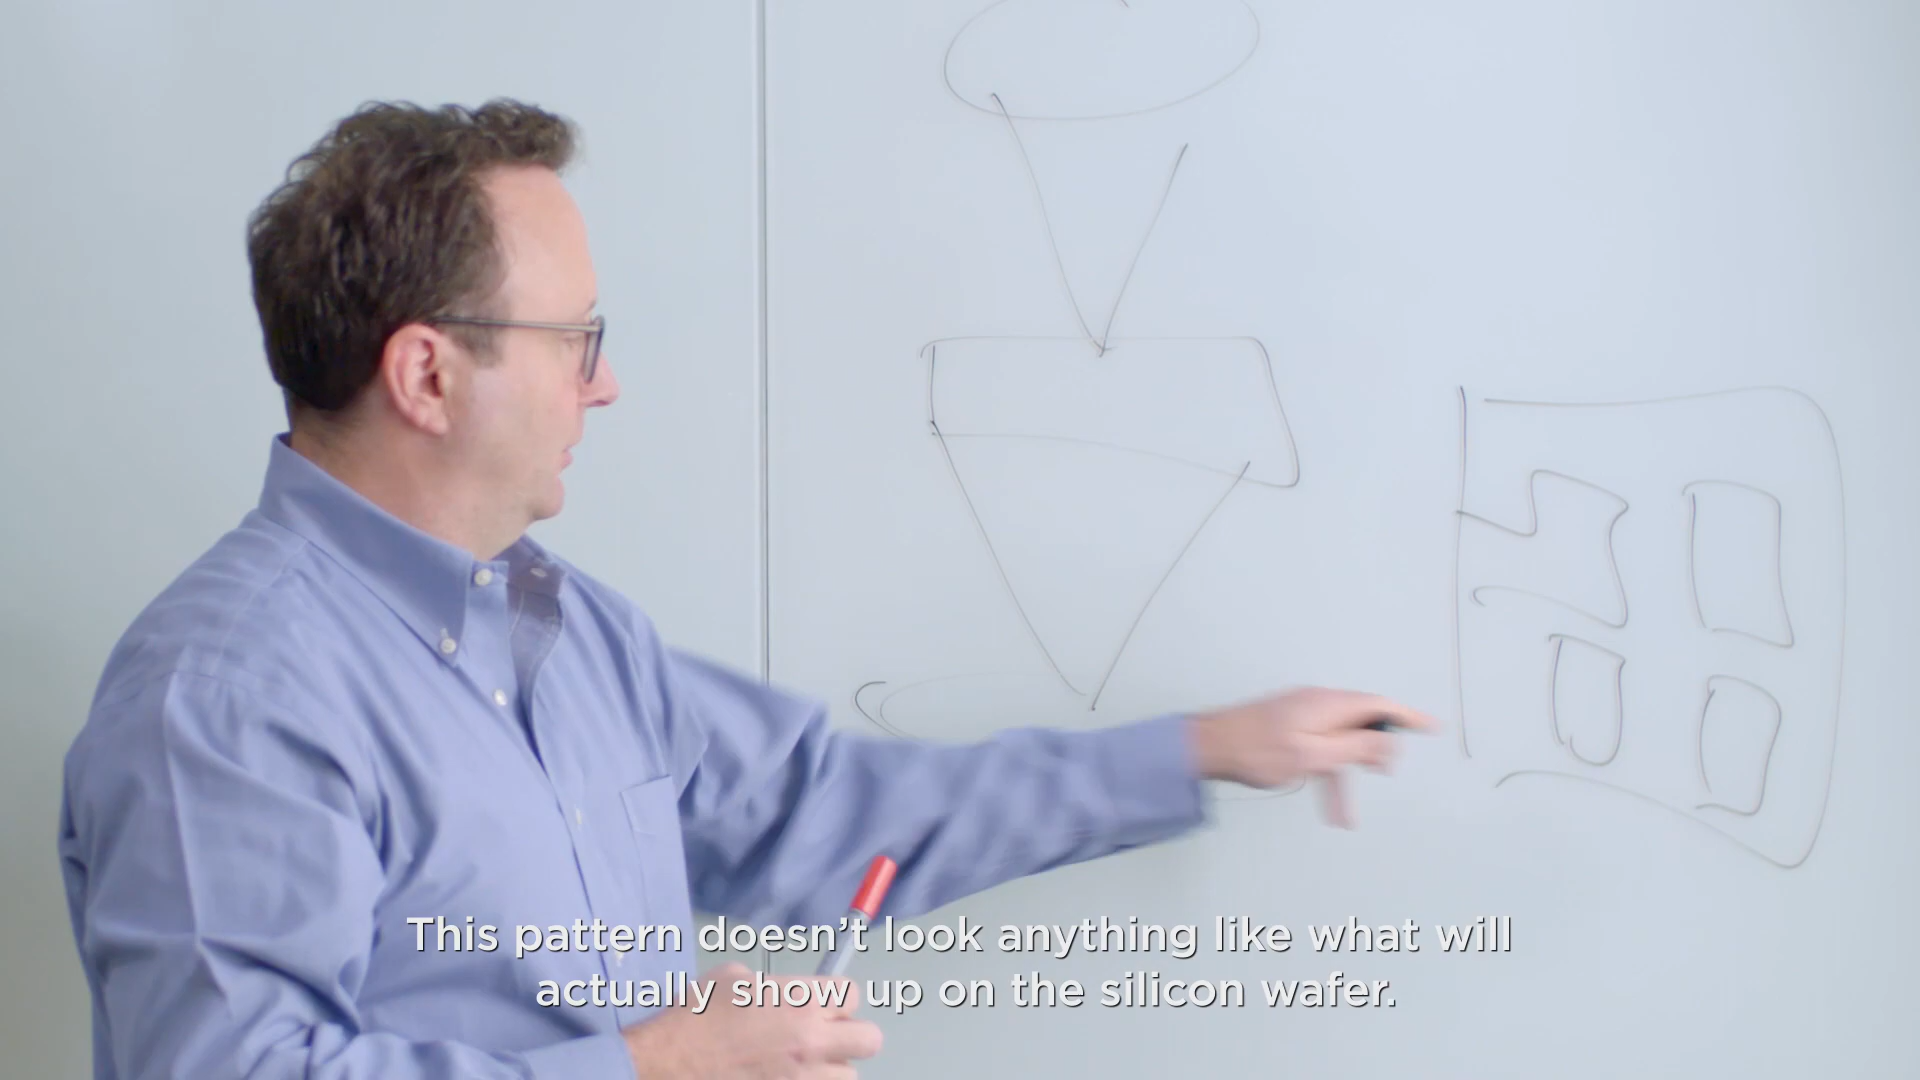 This pattern doesn't look anything like what will
actually show up on the silicon wafer.